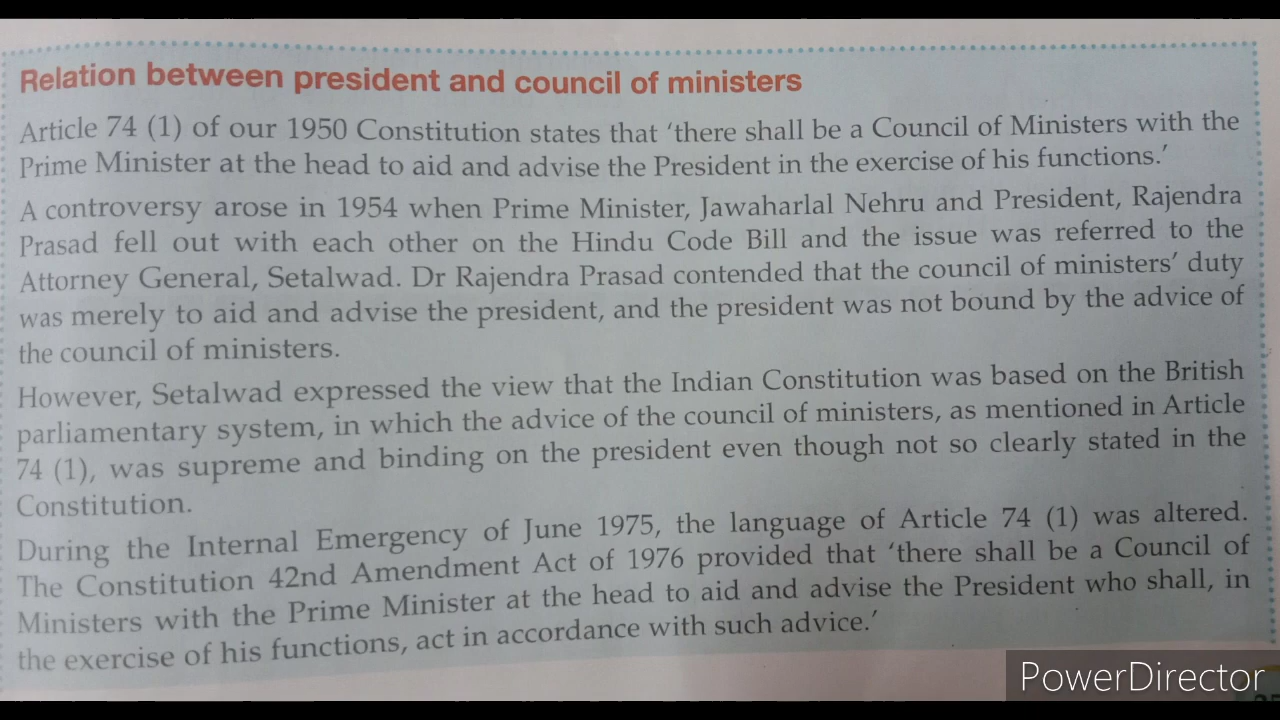 Relation between president and council of ministers
Article 74 (1) of our 1950 Constitution states that ‘there shall be a Council of Ministers with the
Prime Minister at the head to aid and advise the President in the exercise of his functions.’
A controversy arose in 1954 when Prime Minister, Jawaharlal Nehru and President, Rajendra
Prasad fell out with each other on the Hindu Code Bill and the issue was referred to the
Attorney General, Setalwad. Dr Rajendra Prasad contended that the council of ministers’ duty
was merely to aid and advise the president, and the president was not bound by the advice of
the council of ministers.
However, Setalwad expressed the view that the Indian Constitution was based on the British
parliamentary system, in which the advice of the council of ministers, as mentioned in Article
74 (1), was supreme and binding on the president even though not so clearly stated in the
Constitution.
During the Internal Emergency of June 1975, the language of Article 74 (1) was altered.
The Constitution 42nd Amendment Act of 1976 provided that ‘there shall be a Council of
Ministers with the Prime Minister at the head to aid and advise the President who shall, in
the exercise of his functions, act in accordance with such advice.’
PowerDirector